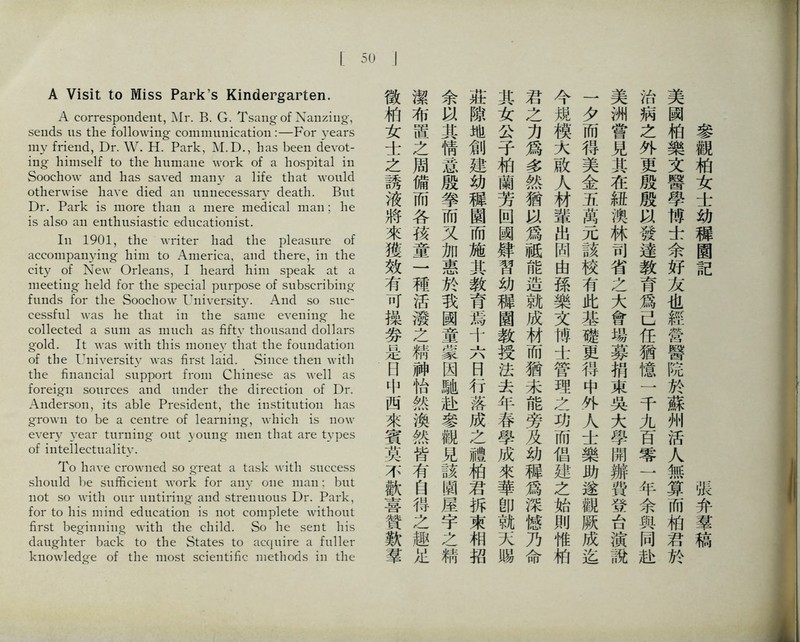 [ 50 ]
A Visit to Miss Park's Kindergarten.
A correspondent, Mr. B. G. Tsang of Nanzing,
sends us the following communication :—For years
my friend, Dr. W. H. Park, M.D., has been devot-
ing himself to the humane work of a hospital in
Soochow and has saved many a life that would
otherwise have died an unnecessary death. But
Dr. Park is more than a mere medical man; he
is also an enthusiastic educationist.
In 1901, the writer had the pleasure of
accompanying him to America, and there, in the
city of New Orleans, I heard him speak at a
meeting held for the special purpose of subscribing
funds for the Soochow University. And so suc-
cessful was he that in the same evening he
collected a sum as much as fifty thousand dollars
gold. It was with this money that the foundation
of the University was first laid. Since then with
the financial support from Chinese as well as
foreign sources and under the direction of Dr.
Anderson, its able President, the institution has
grown to be a centre of learning, which is now
every year turning out young men that are types
of intellectuality.
To have crowned so great a task with success
should be sufficient work for any one man; but
not so with our untiring and strenuous Dr. Park,
for to his mind education is not complete without
first beginning with the child. So he sent his
daughter back to the States to acquire a fuller
knowledge of the most scientific methods in the
參觀柏女士幼穉園記 張弁羣稿
美國柏樂文醫學博士余好友也經營醫院於蘇州活人無算而柏君於
治病之外更殷殷以發達教育爲己任猶憶一千九百零一年余與同赴
美洲嘗見其在紐澳林司省之大會場募捐東吳大學開辦費登台演說
一夕而得美金五萬元該校有此基礎更得中外人士樂助遂觀厥成迄
今規模大啟人材輩出固由孫樂文博士管理之功而倡建之始則惟柏
君之力爲多然猶以爲祇能造就成材而猶未能旁及幼穉爲深憾乃命
其女公子柏蘭芳回國肄習幼穉園教授法去年春學成來華卽就天賜
莊隙地創建幼穉園而施其教育焉十六日行落成之禮柏君拆柬相招
余以其情意殷拳而又加惠於我國童蒙因馳赴參觀見該園屋宇之精
潔布置之周備而各孩童一種活潑之精神怡然渙然皆有自得之趣足
徵柏女士之誘液將來獲效有可操劵是日中西來賓莫不歡喜贊歎羣